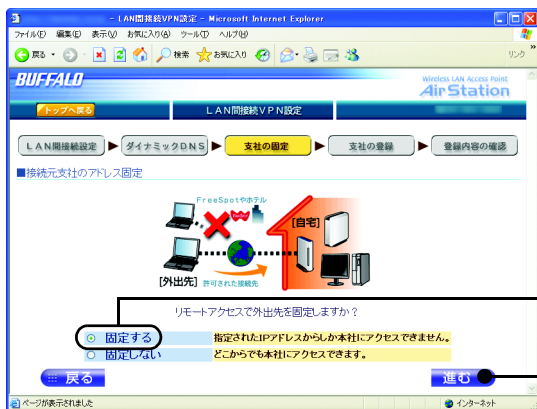 - LAN間接続VPN設定 - Microsoft Internet Explorer
ファイル(F) 編集(E) 表示(V) お気に入り(A) ツール(T) ヘルプ(H)
戻る 検索 お気に入り リンク »
BUFFALO
Wireless LAN Access Point
AirStation
トップへ戻る
LAN間接続VPN設定
LAN間接続設定 ダイナミックDNS 支社の固定 支社の登録 登録内容の確認
■接続元支社のアドレス固定
FreeSpotやホテル
[自宅]
[外出先]
許可された接続先
リモートアクセスで外出先を固定しますか？
固定する 指定されたIPアドレスからしか本社にアクセスできません。
固定しない どこからでも本社にアクセスできます。
戻る 進む
ページが表示されました インターネット